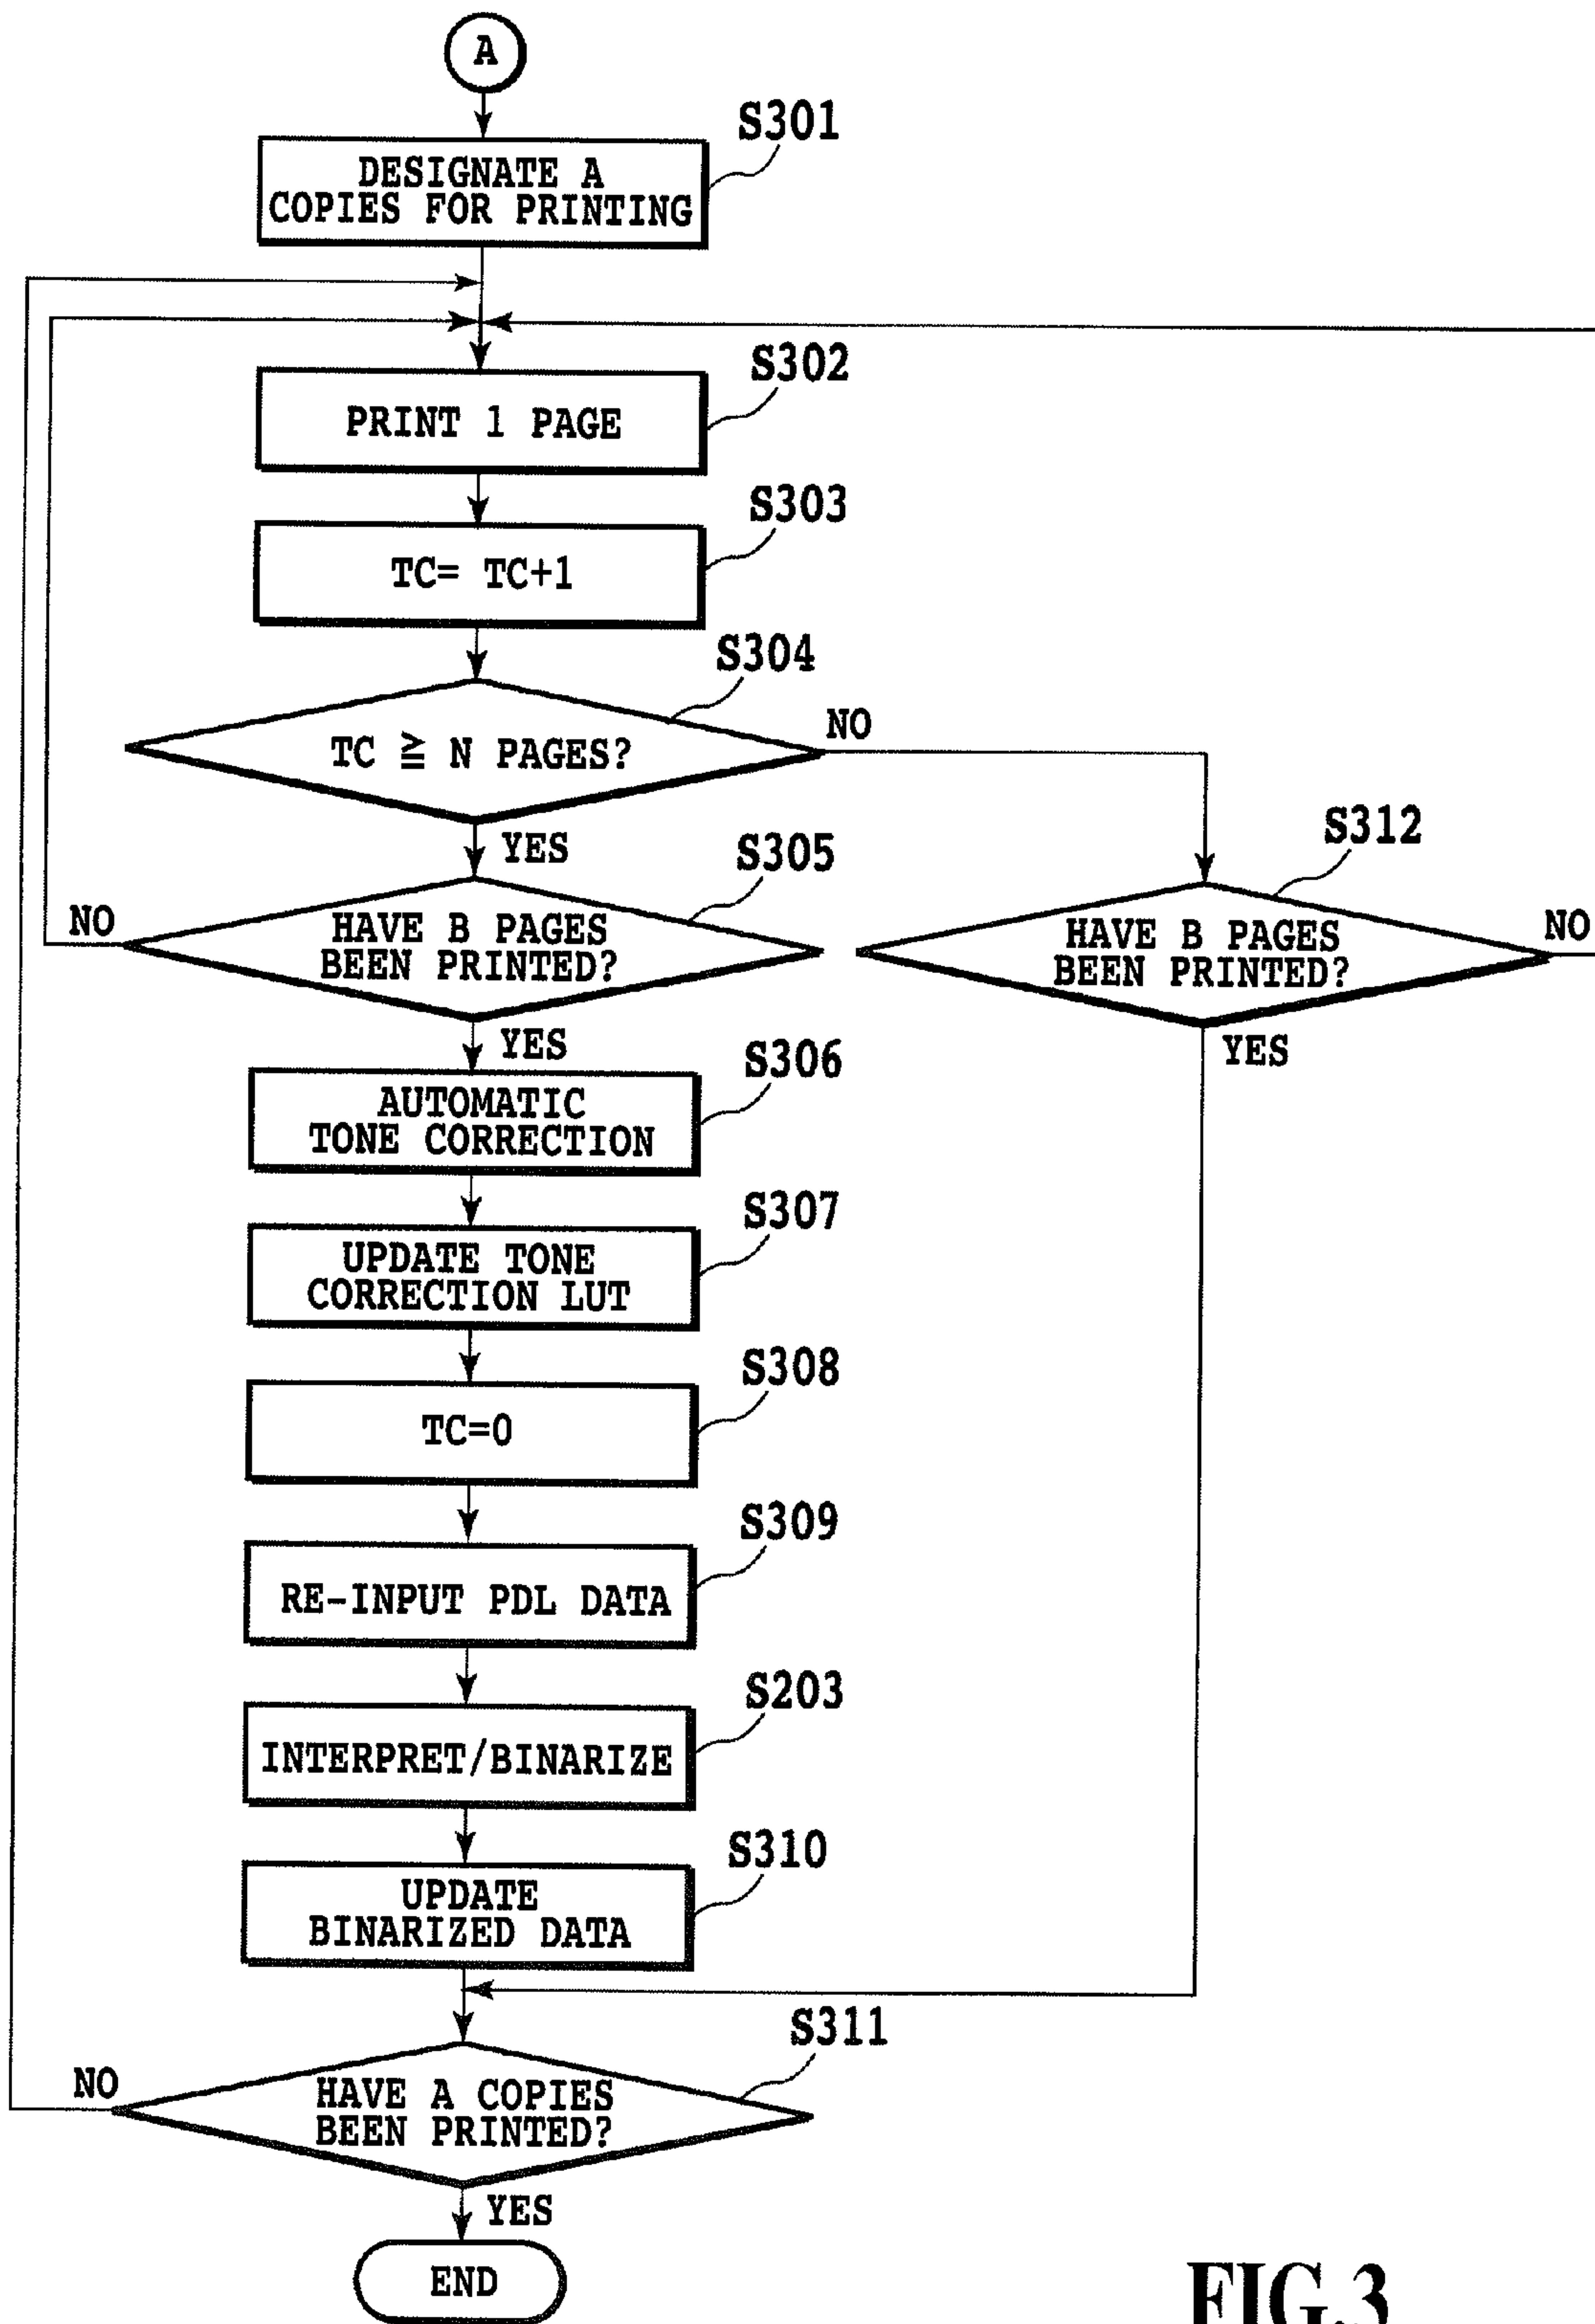 A
S301
DESIGNATE A
COPIES FOR PRINTING
S302
PRINT 1 PAGE
S303
TC= TC+1
S304
TC ≧ N PAGES?
NO
YES
S305
HAVE B PAGES
BEEN PRINTED?
NO
YES
S312
HAVE B PAGES
BEEN PRINTED?
NO
YES
S306
AUTOMATIC
TONE CORRECTION
S307
UPDATE TONE
CORRECTION LUT
S308
TC=0
S309
RE-INPUT PDL DATA
S203
INTERPRET/BINARIZE
S310
UPDATE
BINARIZED DATA
S311
HAVE A COPIES
BEEN PRINTED?
NO
YES
END
FIG.3